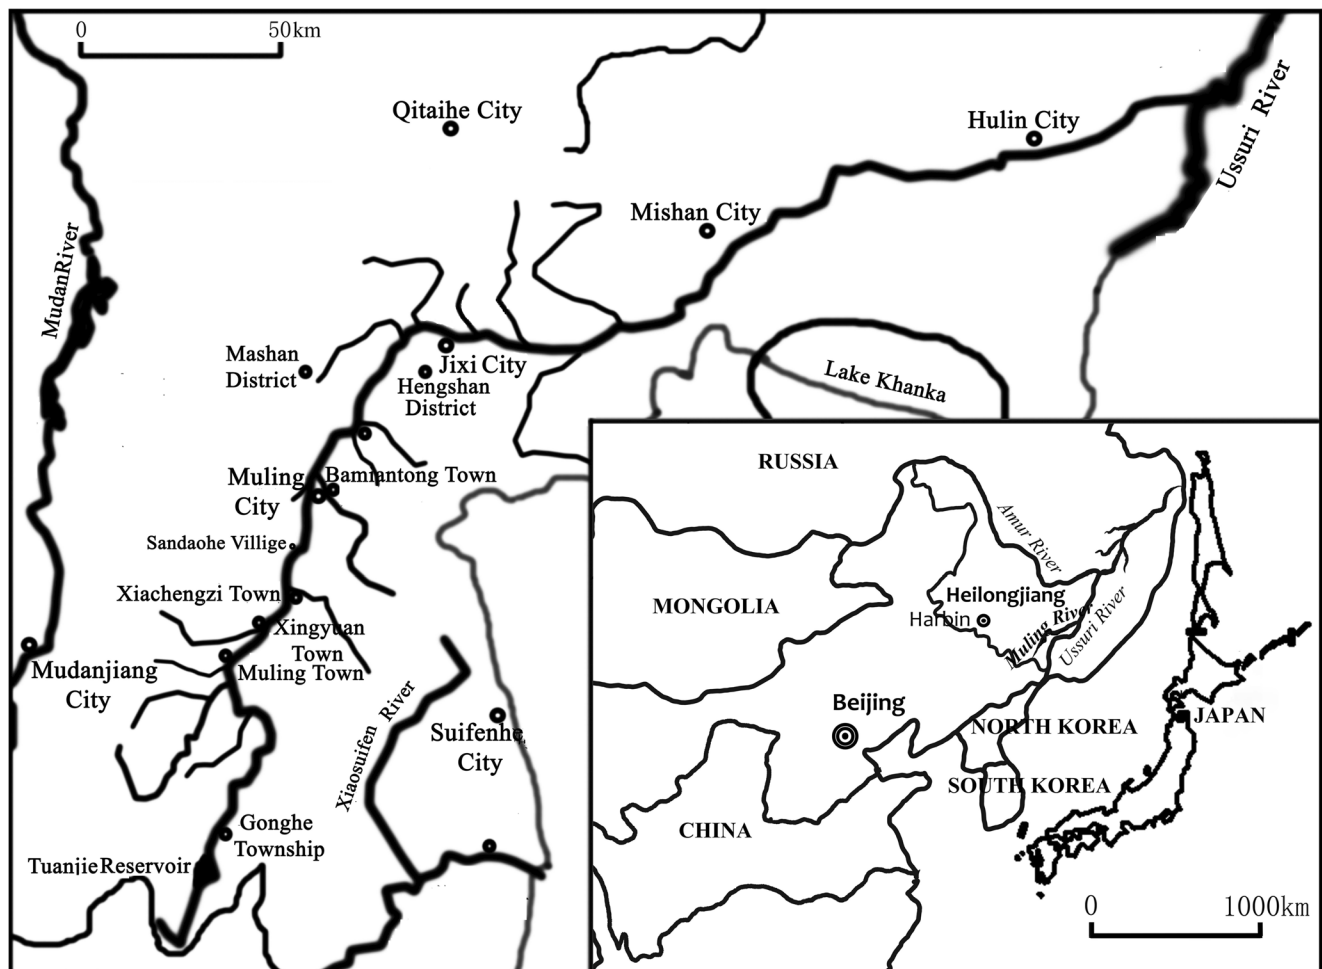 0 50km
Qitaihe City
Hulin City
Ussuri River
Mishan City
MudanRiver
Mashan
District
Jixi City
Hengshan
District
Lake Khanka
Muling
City
Bamiantong Town
Sandaohe Villige
Xiachengzi Town
Xingyuan
Town
Muling Town
Mudanjiang
City
Xiaosuifen River
Suifenhe
City
Gonghe
Township
Tuanjie Reservoir
RUSSIA
Amur River
MONGOLIA
Heilongjiang
Harbin
Muling River
Ussuri River
Beijing
NORTH KOREA
JAPAN
SOUTH KOREA
CHINA
0 1000km